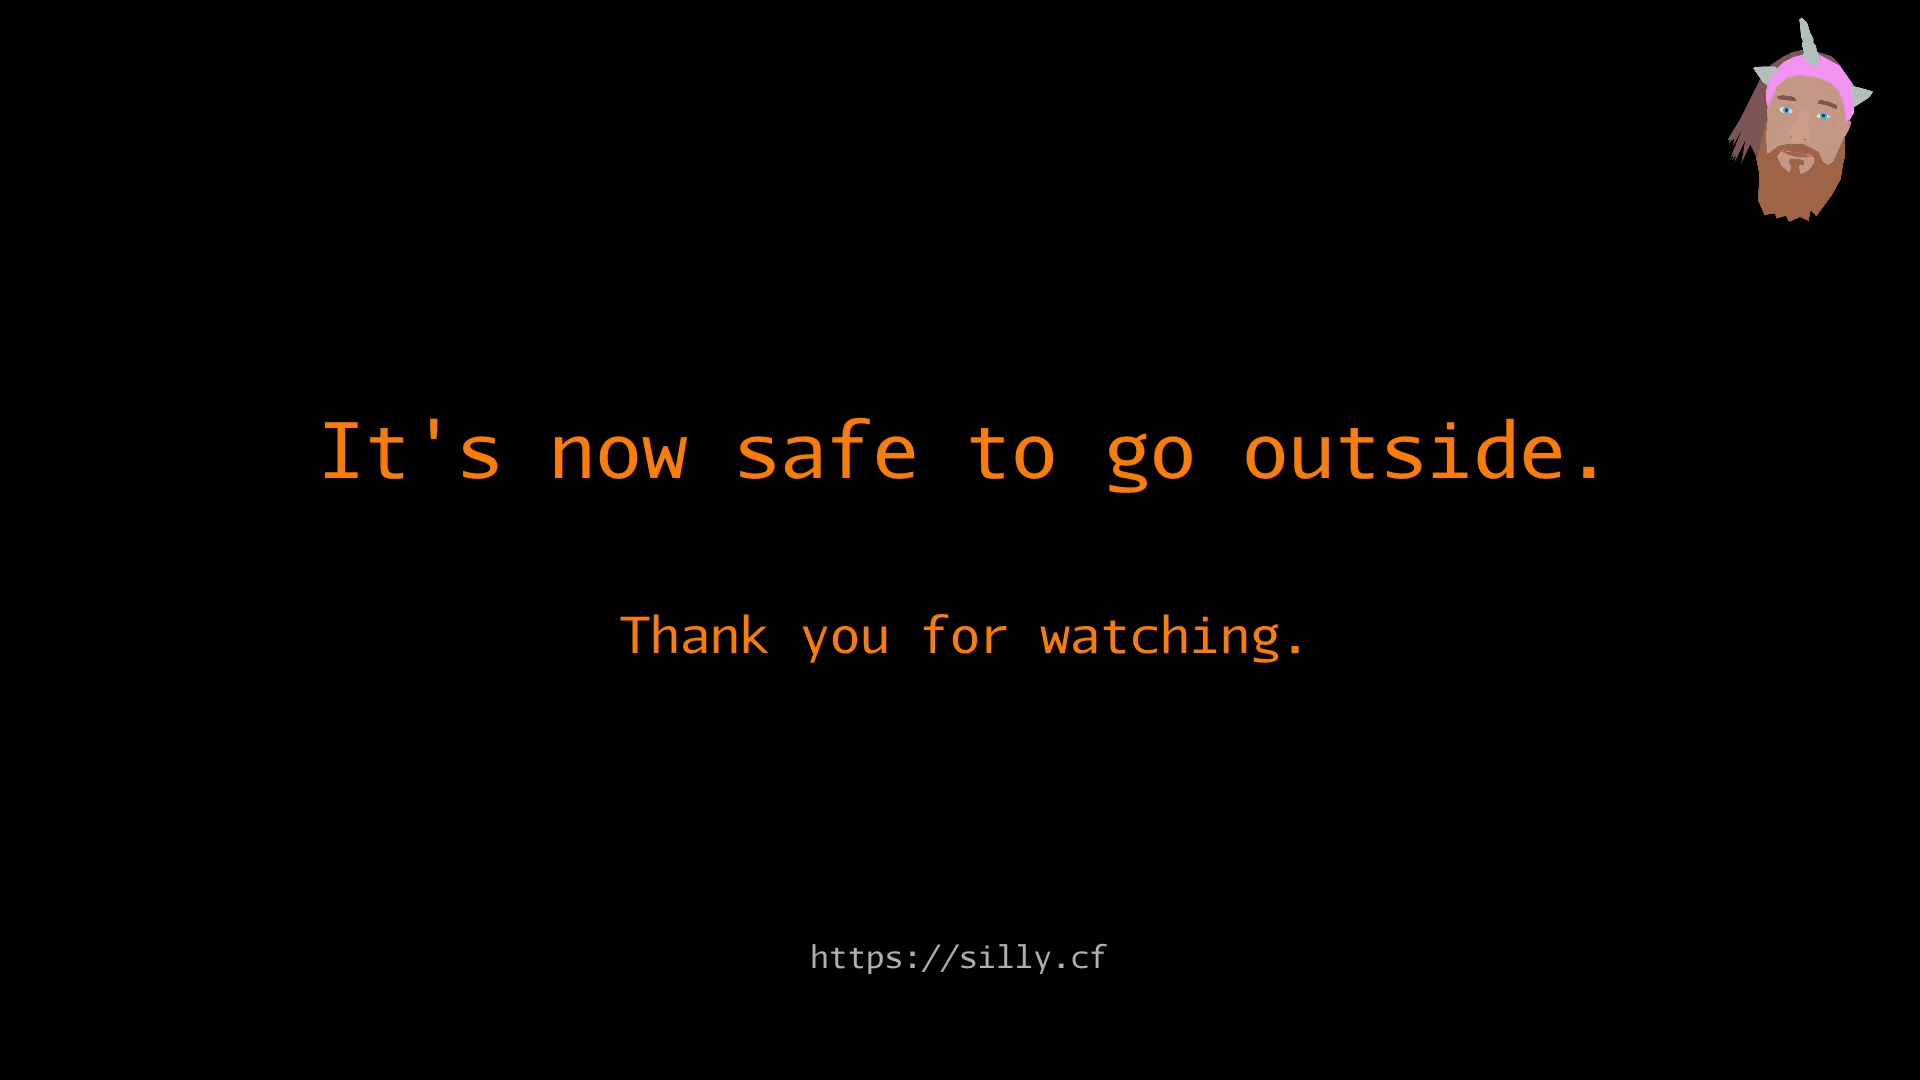 It's now safe to go outside.
Thank you for watching.
https://silly.cf